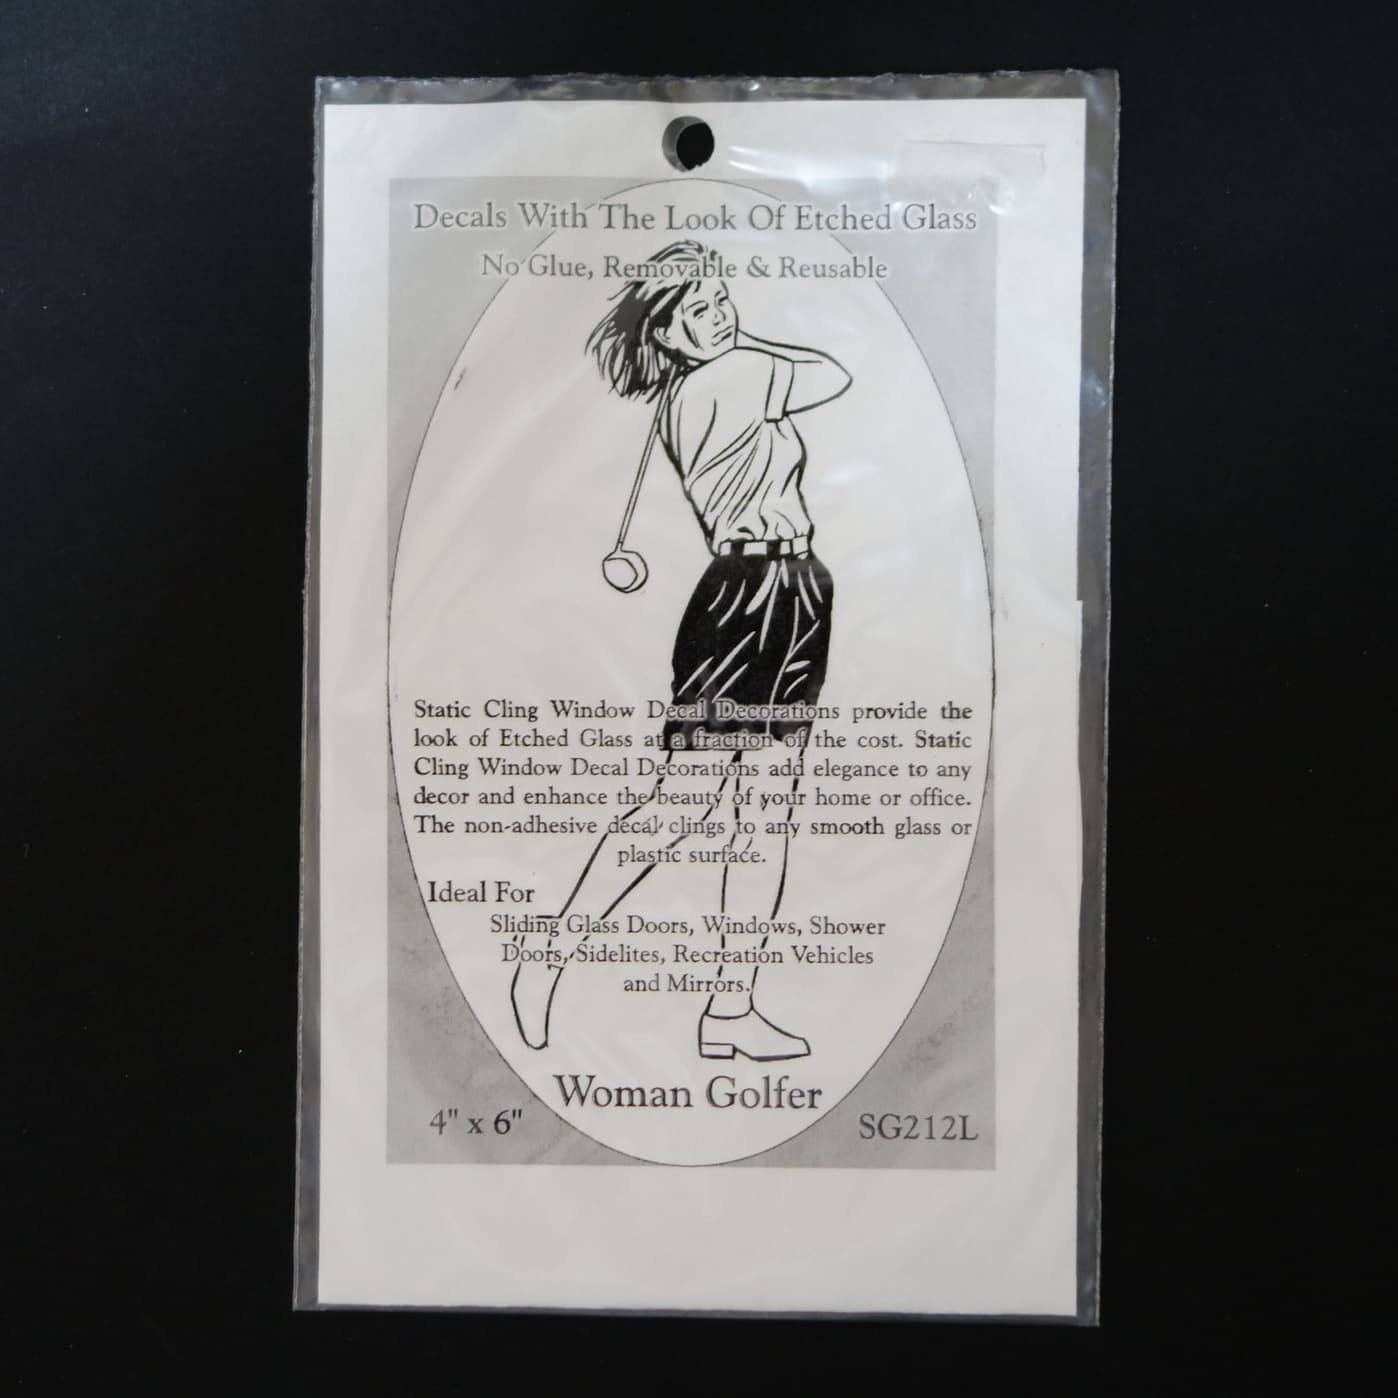 Decals With The Look Of Etched Glass
No Glue, Removable & Reusable
Static Cling Window Decal Decorations provide the
look of Etched Glass at a fraction of the cost. Static
Cling Window Decal Decorations add elegance to any
decor and enhance the beauty of your home or office.
The non-adhesive decal clings to any smooth glass or
plastic surface.
Ideal For
Sliding Glass Doors, Windows, Shower
Doors, Sidelites, Recreation Vehicles
and Mirrors.
Woman Golfer
4" x 6"
SG212L